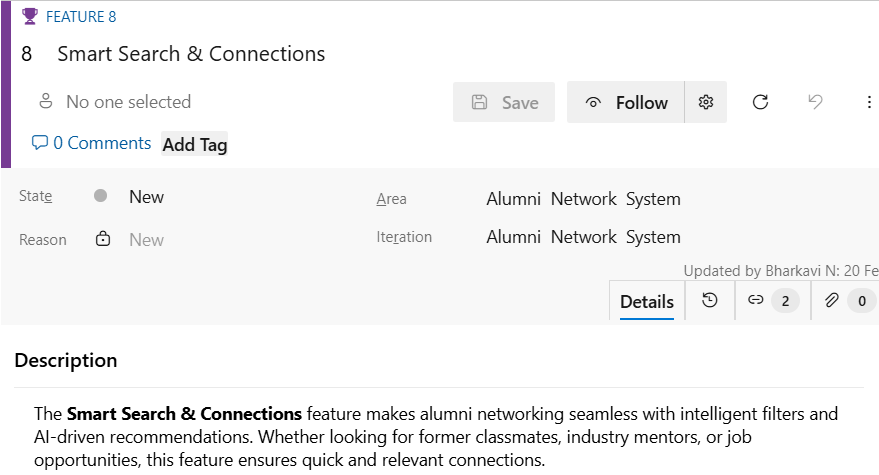 FEATURE 8
8 Smart Search & Connections
No one selected
Save
Follow
0 Comments
Add Tag
State New
Area Alumni Network System
Reason New
Iteration Alumni Network System
Updated by Bharkavi N: 20 Fe
Details 2 0
Description
The Smart Search & Connections feature makes alumni networking seamless with intelligent filters and
AI-driven recommendations. Whether looking for former classmates, industry mentors, or job
opportunities, this feature ensures quick and relevant connections.